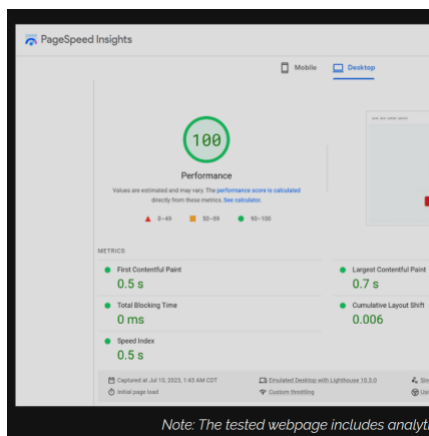 PageSpeed Insights
Mobile
Desktop
100
Performance
Values are estimated and may vary. The performance score is calculated
directly from these metrics. See calculator.
0–49
50–89
90–100
METRICS
First Contentful Paint
0.5 s
Largest Contentful Paint
0.7 s
Total Blocking Time
0 ms
Cumulative Layout Shift
0.006
Speed Index
0.5 s
Captured at Jul 13, 2023, 1:43 AM CDT
Emulated Desktop with Lighthouse 10.3.0
Initial page load
Custom throttling
Note: The tested webpage includes analyti